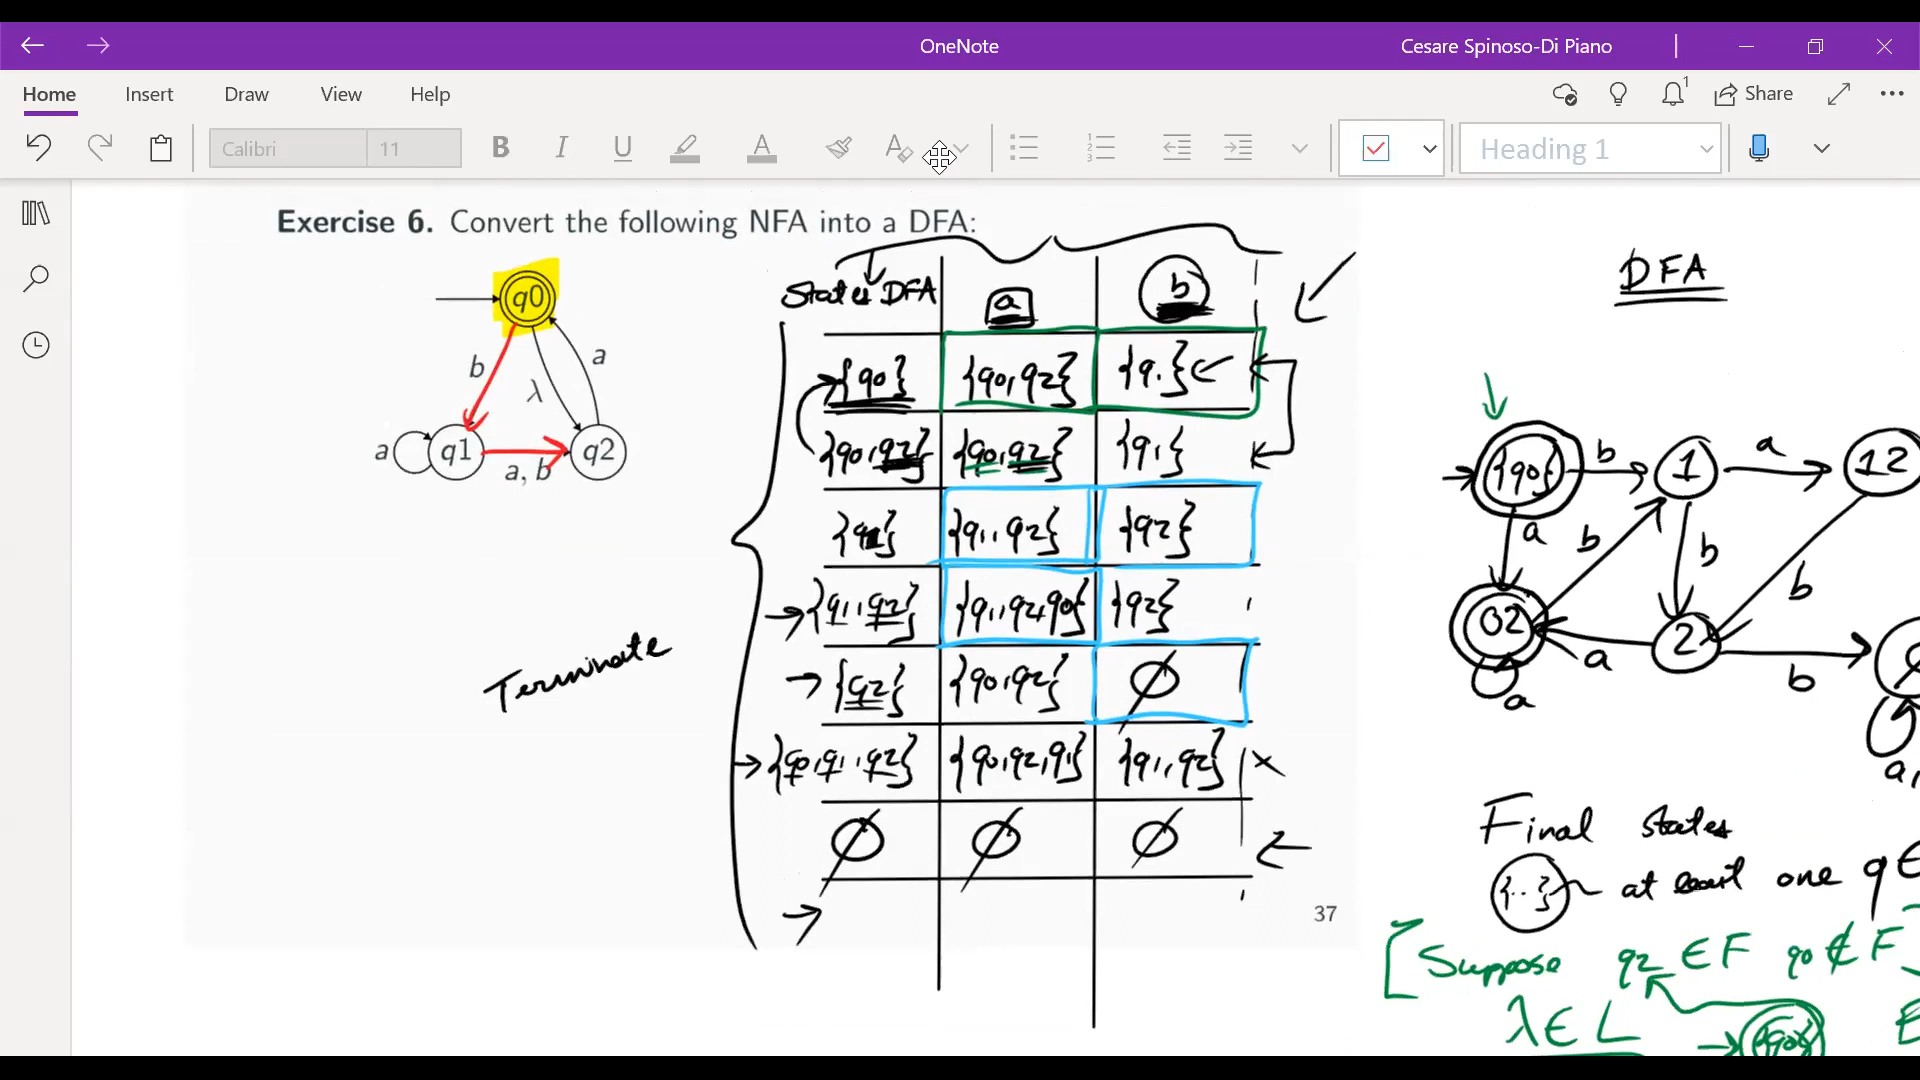 OneNote
Cesare Spinoso-Di Piano
Home Insert Draw View Help
1 Share
Calibri 11 B I U A A Heading 1
Exercise 6. Convert the following NFA into a DFA:
q0
b λ a
a q1 a, b q2
Terminate
States DFA a b
{q0} {q0,q2} {q1}
{q0,q2} {q0,q2} {q1}
{q1} {q1,q2} {q2}
{q1,q2} {q1,q2,q0} {q2}
{q2} {q0,q2} ∅
{q0,q1,q2} {q0,q2,q1} {q1,q2} x
∅ ∅ ∅
37
DFA
{q0} b 1 a 12
a b b b
02 a 2 b
a a,
Final states
{..} at least one q ∈
[Suppose q2 ∈ F q0 ∉ F
λ ∈ L {q0}